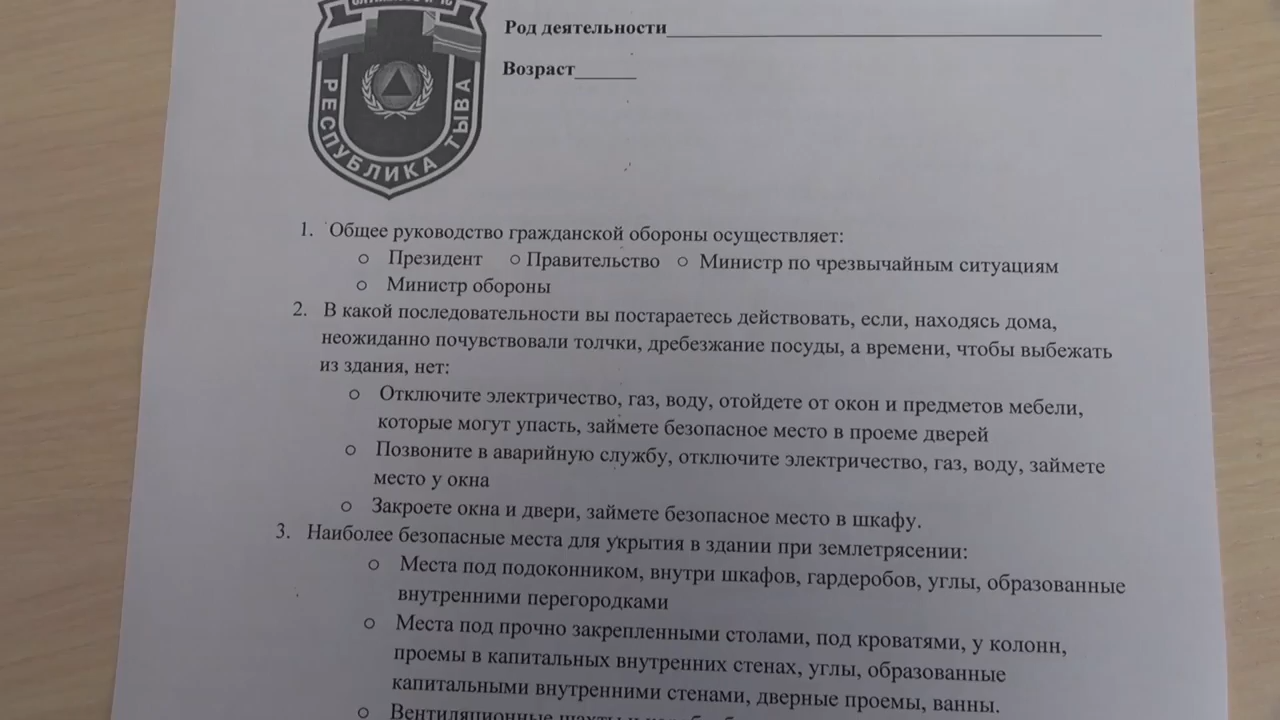 РЕСПУБЛИКА ТЫВА
Род деятельности
Возраст
1. Общее руководство гражданской обороны осуществляет:
○ Президент ○ Правительство ○ Министр по чрезвычайным ситуациям
○ Министр обороны
2. В какой последовательности вы постараетесь действовать, если, находясь дома,
неожиданно почувствовали толчки, дребезжание посуды, а времени, чтобы выбежать
из здания, нет:
○ Отключите электричество, газ, воду, отойдете от окон и предметов мебели,
которые могут упасть, займете безопасное место в проеме дверей
○ Позвоните в аварийную службу, отключите электричество, газ, воду, займете
место у окна
○ Закроете окна и двери, займете безопасное место в шкафу.
3. Наиболее безопасные места для укрытия в здании при землетрясении:
○ Места под подоконником, внутри шкафов, гардеробов, углы, образованные
внутренними перегородками
○ Места под прочно закрепленными столами, под кроватями, у колонн,
проемы в капитальных внутренних стенах, углы, образованные
капитальными внутренними стенами, дверные проемы, ванны.
○ Вентиляционные шахты и